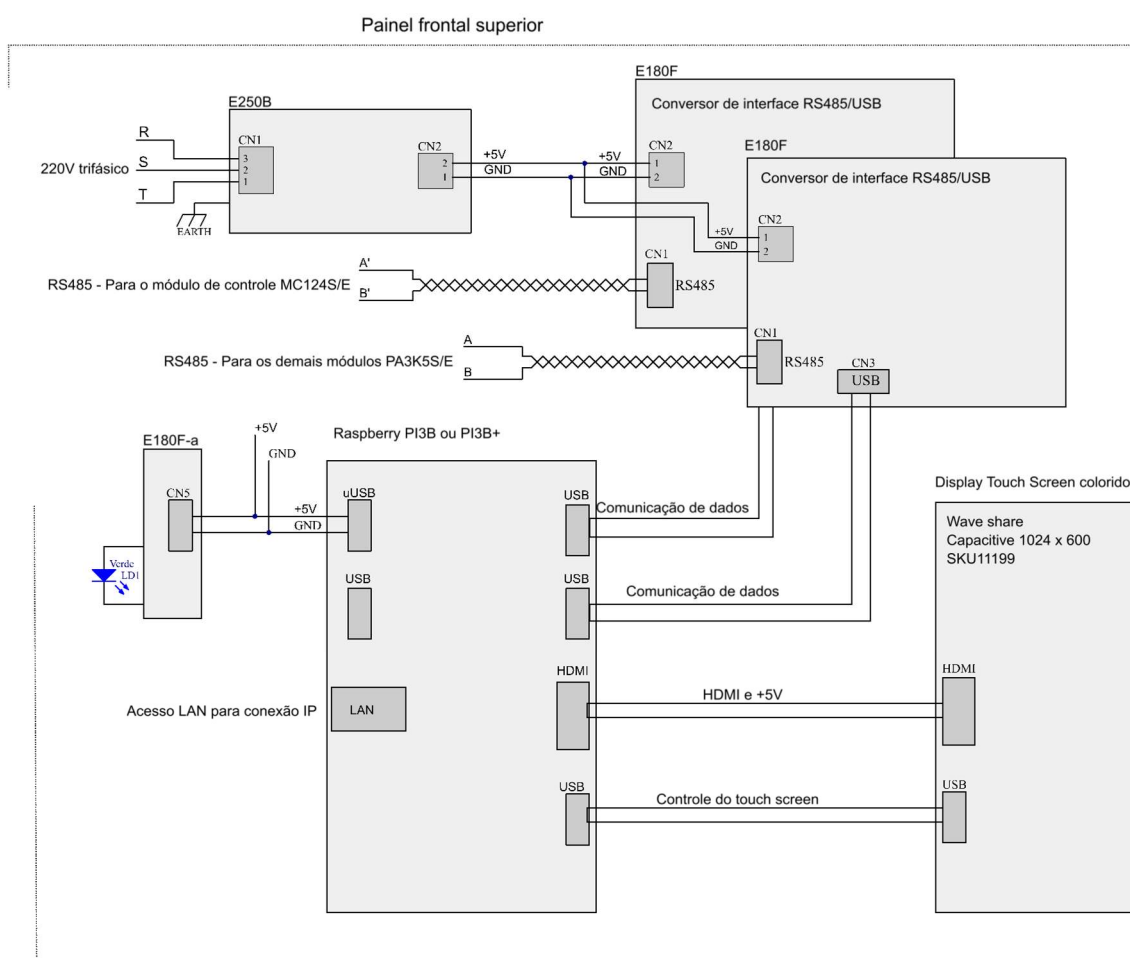 Painel frontal superior
E180F
Conversor de interface RS485/USB
E250B
R
S
T
220V trifásico
CN1
3
2
1
EARTH
CN2
2
1
+5V
GND
+5V
GND
CN2
1
2
E180F
Conversor de interface RS485/USB
CN2
1
2
+5V
GND
A'
B'
RS485 - Para o módulo de controle MC124S/E
CN1
RS485
A
B
RS485 - Para os demais módulos PA3K5S/E
CN1
RS485
CN3
USB
E180F-a
+5V
GND
CN5
+5V
GND
Verde
LD1
Raspberry PI3B ou PI3B+
uUSB
USB
Comunicação de dados
USB
USB
Comunicação de dados
Acesso LAN para conexão IP
LAN
HDMI
HDMI e +5V
HDMI
USB
Controle do touch screen
USB
Display Touch Screen colorido
Wave share
Capacitive 1024 x 600
SKU11199